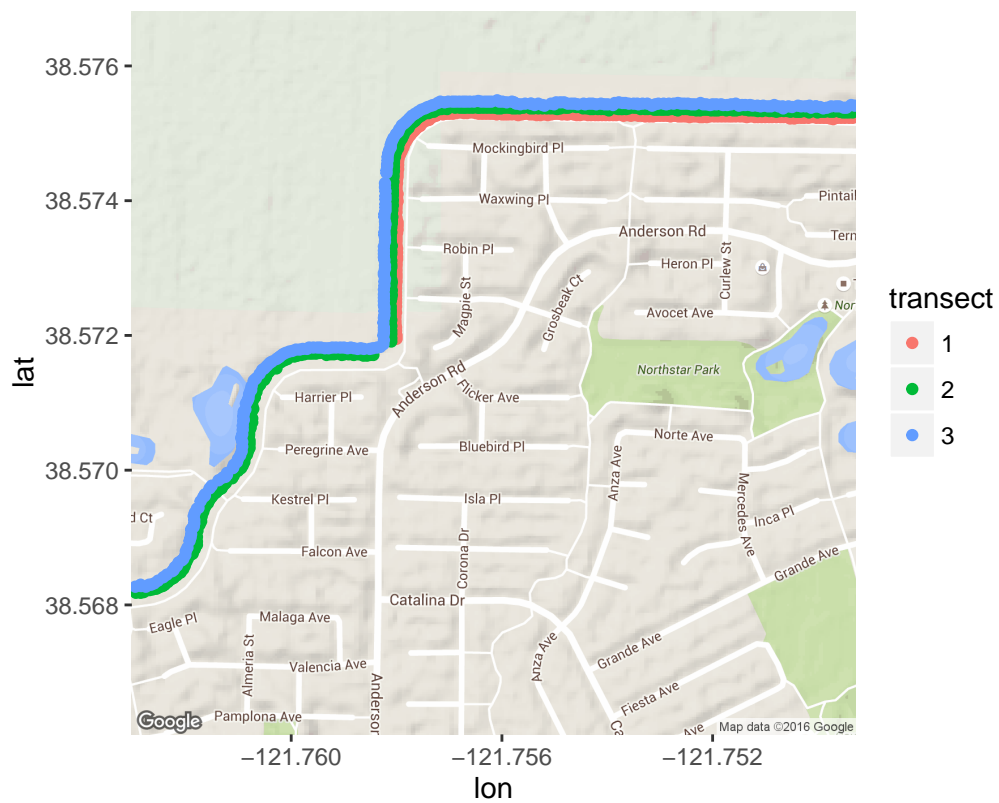 38.576
38.574
38.572
38.570
38.568
lat
Mockingbird Pl
Waxwing Pl
Pintail
Anderson Rd
Tern
Robin Pl
Heron Pl
Curlew St
Magpie St
Grosbeak Ct
Avocet Ave
Nor
Northstar Park
Anderson Rd
Harrier Pl
Flicker Ave
Peregrine Ave
Bluebird Pl
Norte Ave
Anza Ave
Mercedes Ave
Kestrel Pl
Isla Pl
Inca Pl
d Ct
Falcon Ave
Corona Dr
Grande Ave
Catalina Dr
Eagle Pl
Malaga Ave
Almeria St
Valencia Ave
Anza Ave
Grande Ave
Anderson
Fiesta Ave
Pamplona Ave
Ca
Ave
Google
Map data ©2016 Google
−121.760
−121.756
−121.752
lon
transect
1
2
3